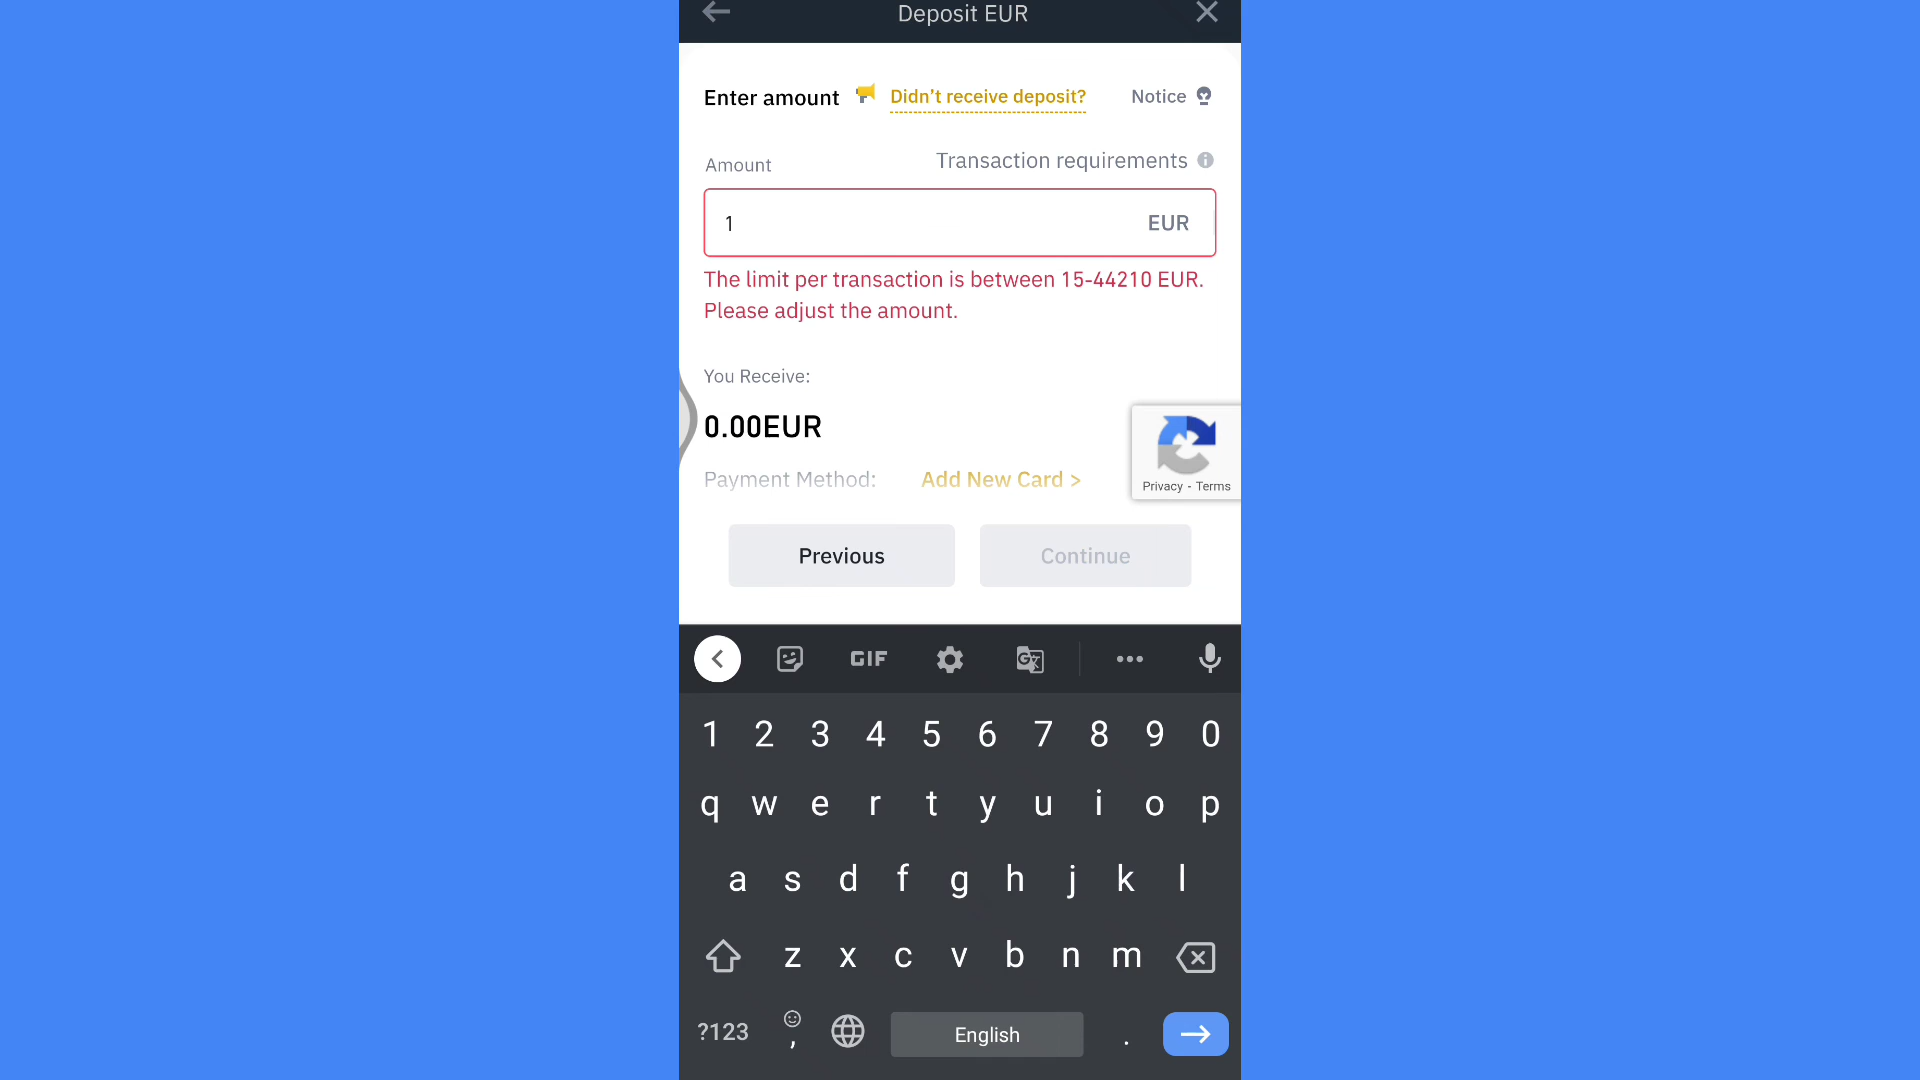 Deposit EUR
Enter amount Didn't receive deposit? Notice
Amount Transaction requirements
1 EUR
The limit per transaction is between 15-44210 EUR.
Please adjust the amount.
You Receive:
0.00EUR
Privacy - Terms
Payment Method: Add New Card >
Previous Continue
GIF
1 2 3 4 5 6 7 8 9 0
q w e r t y u i o p
a s d f g h j k l
z x c v b n m
?123 , English .